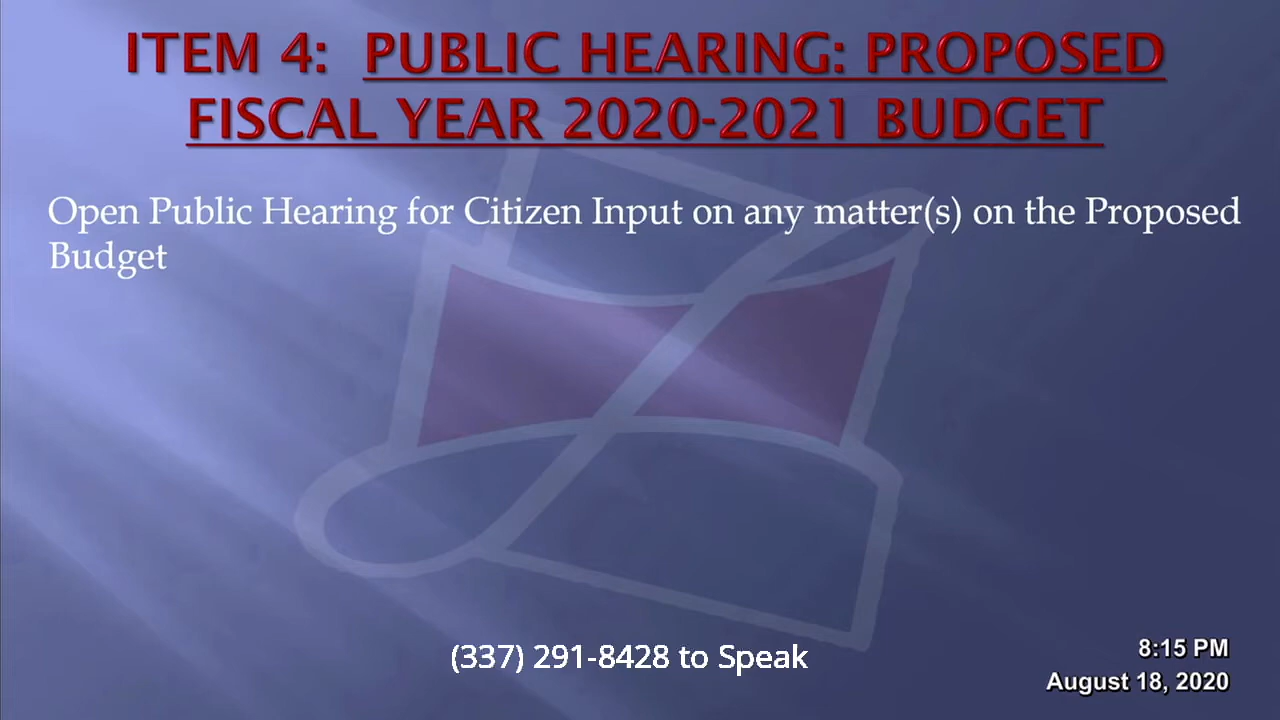 ITEM 4: PUBLIC HEARING: PROPOSED
FISCAL YEAR 2020-2021 BUDGET
Open Public Hearing for Citizen Input on any matter(s) on the Proposed
Budget
(337) 291-8428 to Speak
8:15 PM
August 18, 2020